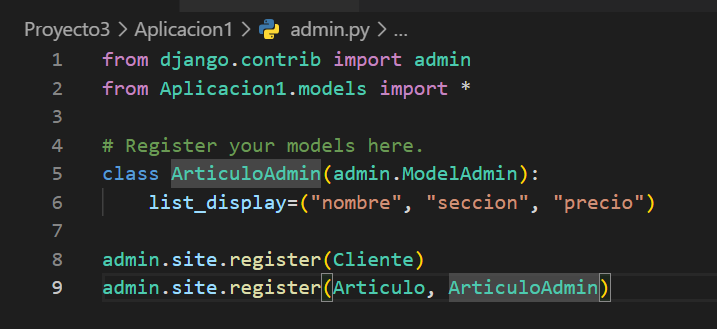 Proyecto3 > Aplicacion1 > admin.py > ...
1 from django.contrib import admin
2 from Aplicacion1.models import *
3
4 # Register your models here.
5 class ArticuloAdmin(admin.ModelAdmin):
6     list_display=("nombre", "seccion", "precio")
7
8 admin.site.register(Cliente)
9 admin.site.register(Articulo, ArticuloAdmin)